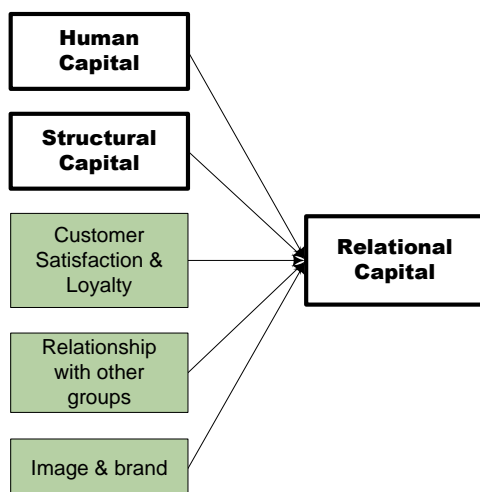 Human
Capital
Structural
Capital
Customer
Satisfaction &
Loyalty
Relational
Capital
Relationship
with other
groups
Image & brand